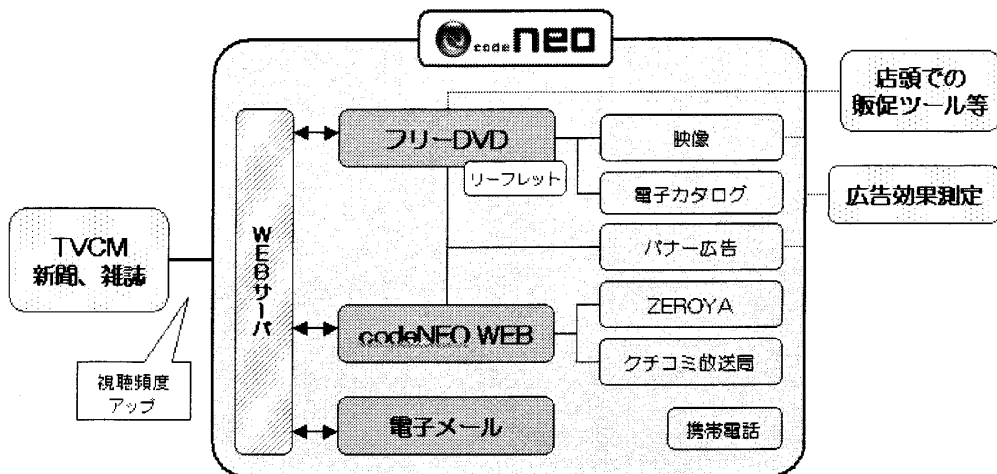 code neo
店頭での
販促ツール等
フリーDVD
映像
リーフレット
電子カタログ
広告効果測定
TVCM
新聞、雑誌
WEBサーバ
バナー広告
ZEROYA
codeNEO WEB
クチコミ放送局
視聴頻度
アップ
電子メール
携帯電話